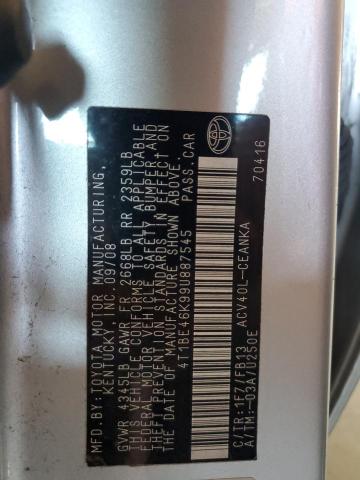 MFD.BY:TOYOTA MOTOR MANUFACTURING,
KENTUCKY, INC. 09/08
GVWR 4345LB GAWR FR 2668LB RR 2359LB
THIS VEHICLE CONFORMS TO ALL APPLICABLE
FEDERAL MOTOR VEHICLE SAFETY,BUMPER,AND
THEFT PREVENTION STANDARDS IN EFFECT ON
THE DATE OF MANUFACTURE SHOWN ABOVE.
4T1BE46K99U887545 PASS.CAR
C/TR:1F7/FB13
A/TM:-03A/U250E ACV40L-CEANKA
70416